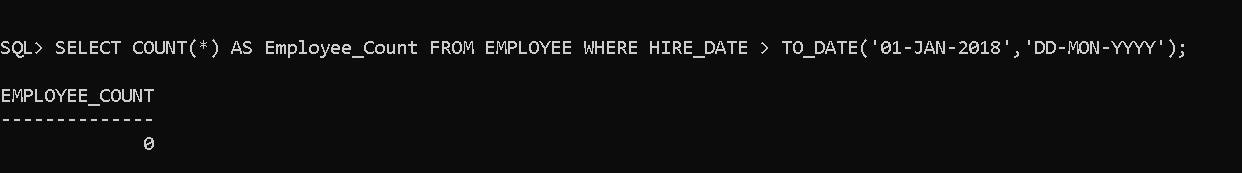 SQL> SELECT COUNT(*) AS Employee_Count FROM EMPLOYEE WHERE HIRE_DATE > TO_DATE('01-JAN-2018','DD-MON-YYYY');
EMPLOYEE_COUNT
--------------
0